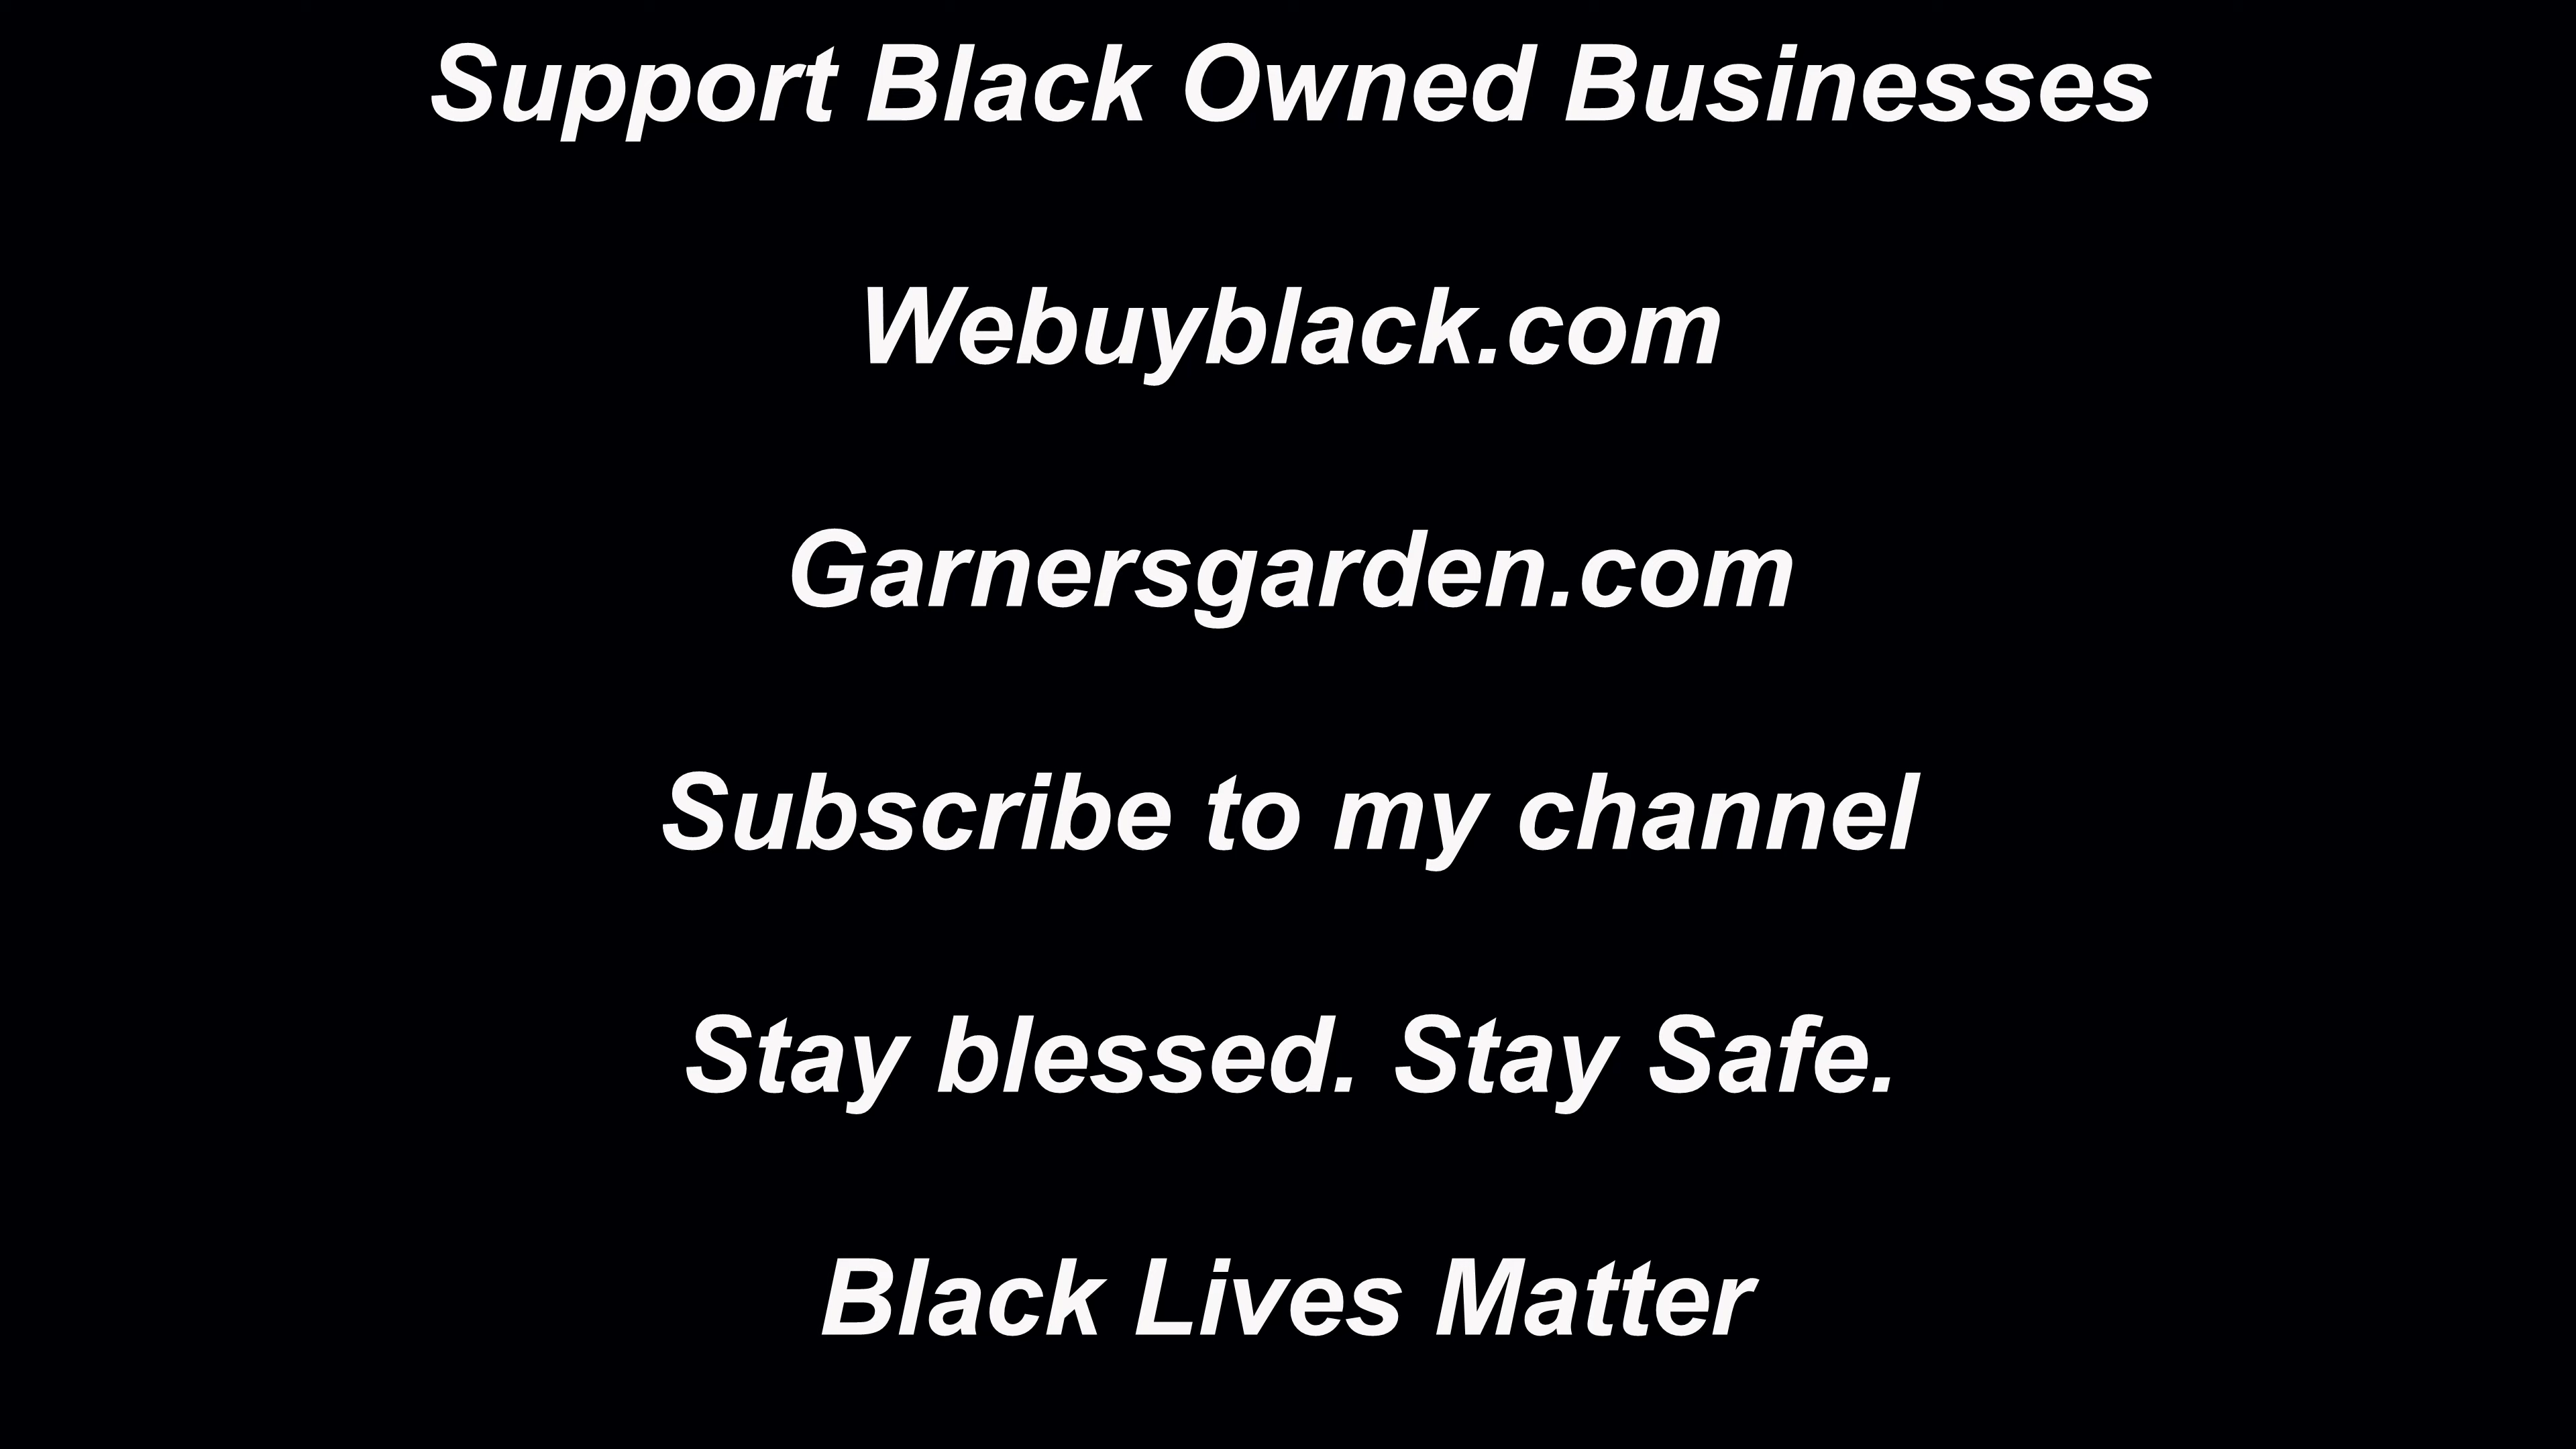 Support Black Owned Businesses
Webuyblack.com
Garnersgarden.com
Subscribe to my channel
Stay blessed. Stay Safe.
Black Lives Matter